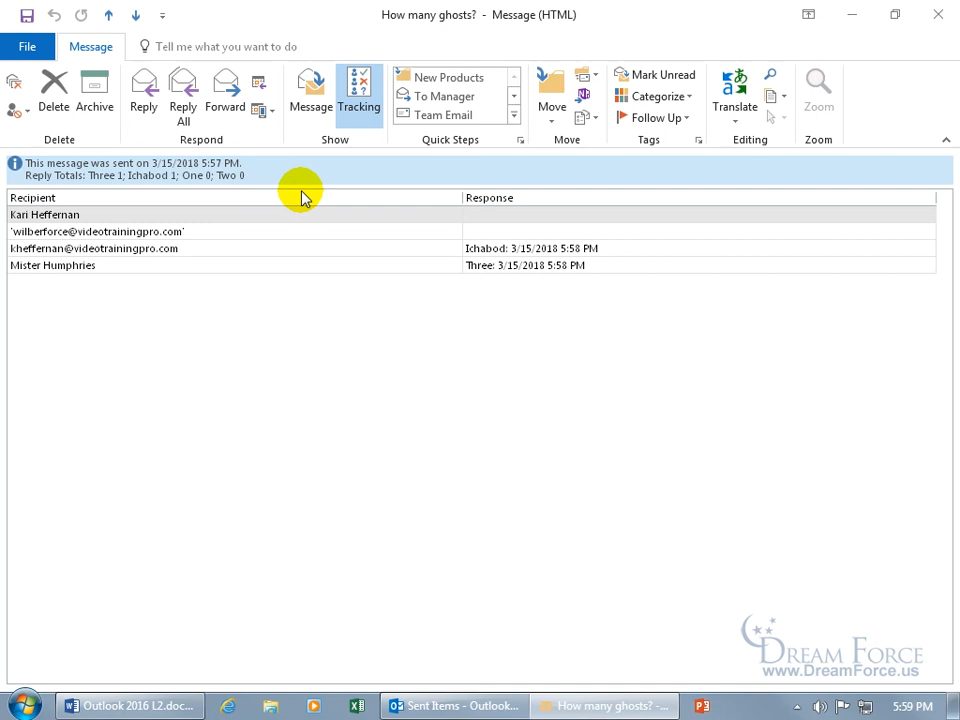 How many ghosts? - Message (HTML)
File Message Tell me what you want to do
Delete Archive Reply Reply All Forward Message Tracking New Products To Manager Team Email Move Mark Unread Categorize Follow Up Translate Zoom
Delete Respond Show Quick Steps Move Tags Editing Zoom
This message was sent on 3/15/2018 5:57 PM.
Reply Totals: Three 1; Ichabod 1; One 0; Two 0
Recipient Response
Kari Heffernan
'wilberforce@videotrainingpro.com'
kheffernan@videotrainingpro.com Ichabod: 3/15/2018 5:58 PM
Mister Humphries Three: 3/15/2018 5:58 PM
DREAM FORCE
www.DreamForce.us
Outlook 2016 L2.doc... Sent Items - Outlook... How many ghosts? -... 5:59 PM